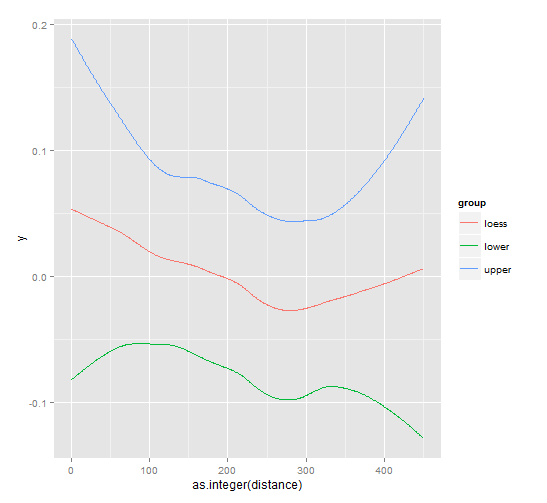 0.2
0.1
0.0
-0.1
y
0 100 200 300 400
as.integer(distance)
group
loess
lower
upper